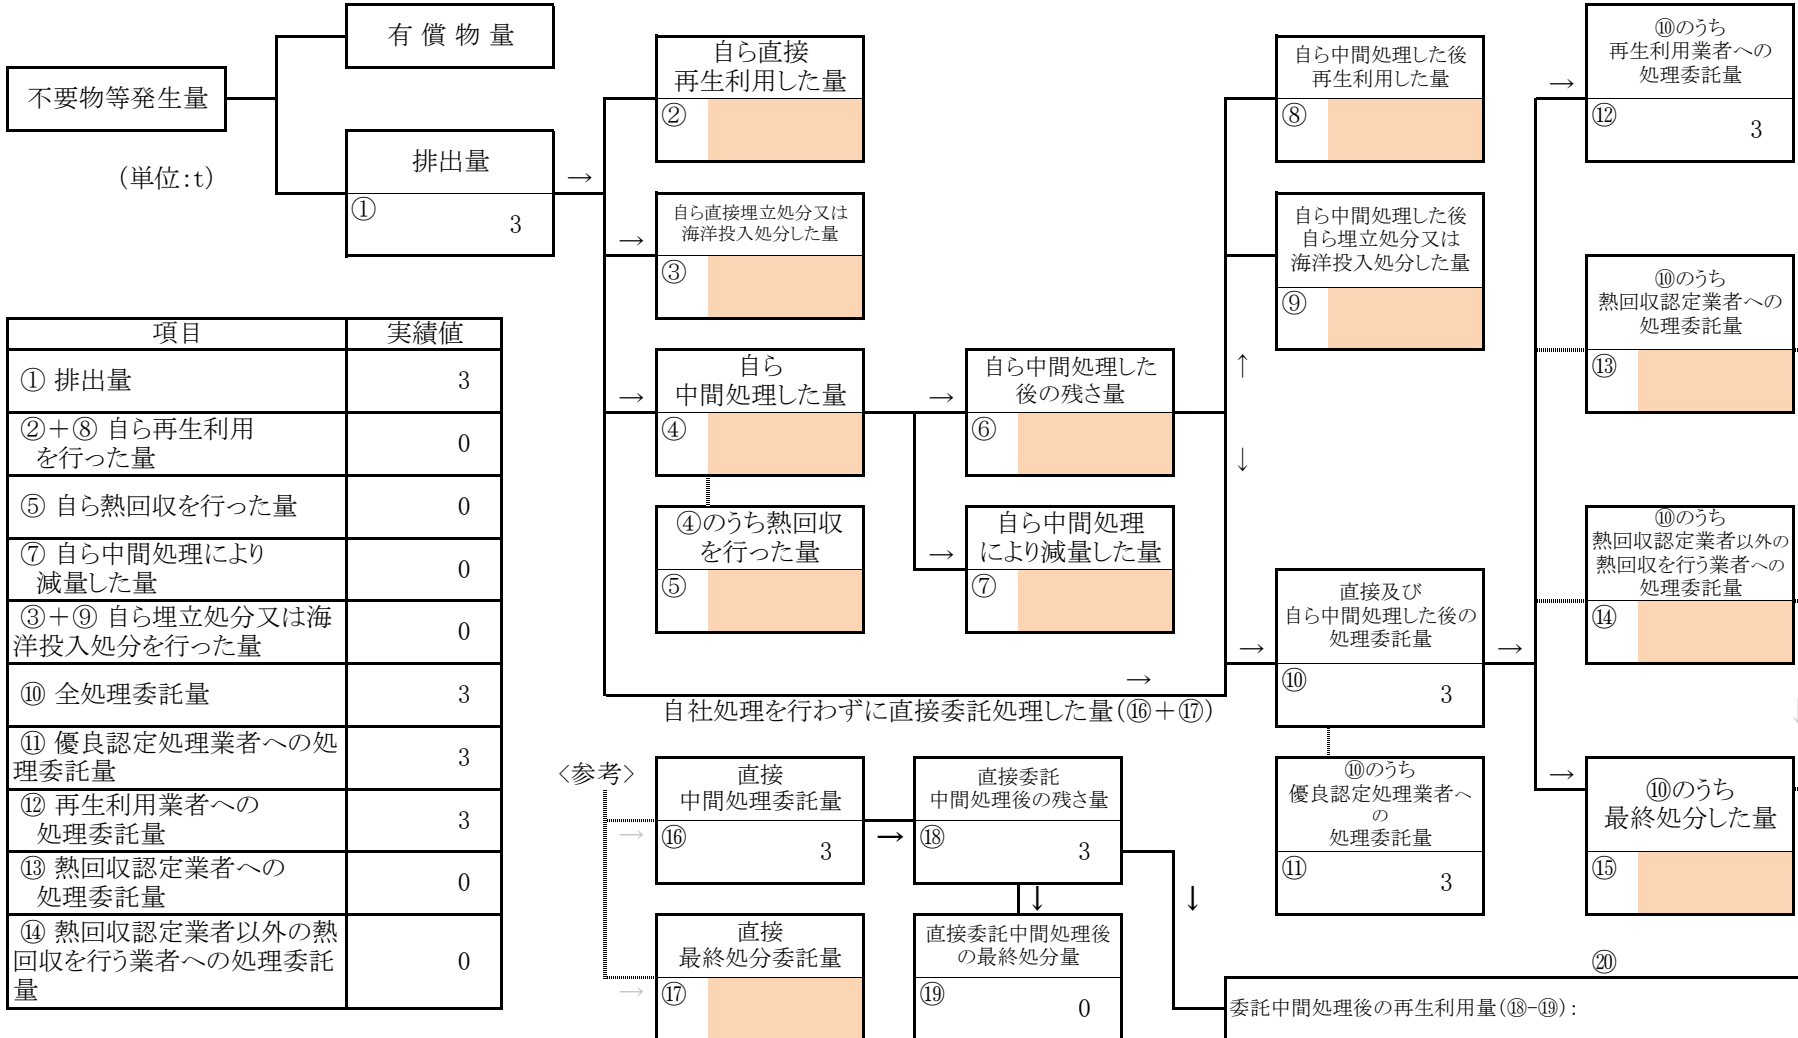 有 償 物 量
不要物等発生量
(単位:t)
排出量
→
①
3
自ら直接
再生利用した量
②
→
自ら直接埋立処分又は
海洋投入処分した量
③
→
自ら
中間処理した量
④
④のうち熱回収
を行った量
⑤
→
自ら中間処理した
後の残さ量
⑥
→
自ら中間処理
により減量した量
⑦
自ら中間処理した後
再生利用した量
⑧
自ら中間処理した後
自ら埋立処分又は
海洋投入処分した量
⑨
↑
↓
→
自社処理を行わずに直接委託処理した量(⑯+⑰)
→
直接及び
自ら中間処理した後の
処理委託量
⑩
3
→
⑩のうち
優良認定処理業者へ
の
処理委託量
⑪
3
→
⑩のうち
再生利用業者への
処理委託量
⑫
3
⑩のうち
熱回収認定業者への
処理委託量
⑬
⑩のうち
熱回収認定業者以外の
熱回収を行う業者への
処理委託量
⑭
↓
→
⑩のうち
最終処分した量
⑮
項目 実績値
① 排出量 3
②+⑧ 自ら再生利用
を行った量 0
⑤ 自ら熱回収を行った量 0
⑦ 自ら中間処理により
減量した量 0
③+⑨ 自ら埋立処分又は海
洋投入処分を行った量 0
⑩ 全処理委託量 3
⑪ 優良認定処理業者への処
理委託量 3
⑫ 再生利用業者への
処理委託量 3
⑬ 熱回収認定業者への
処理委託量 0
⑭ 熱回収認定業者以外の熱
回収を行う業者への処理委託
量 0
<参考>
→
直接
中間処理委託量
⑯
3
→
直接委託
中間処理後の残さ量
⑱
3
↓
↓
→
直接
最終処分委託量
⑰
直接委託中間処理後
の最終処分量
⑲
0
⑳
委託中間処理後の再生利用量(⑱-⑲):